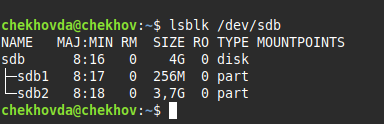 chekhovda@chekhov:~$ lsblk /dev/sdb
NAME   MAJ:MIN RM  SIZE RO TYPE MOUNTPOINTS
sdb      8:16   0    4G  0 disk
├─sdb1   8:17   0  256M  0 part
└─sdb2   8:18   0  3,7G  0 part
chekhovda@chekhov:~$